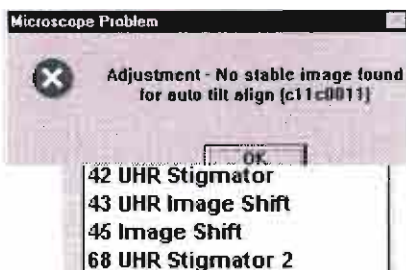 Microscope Problem
Adjustment - No stable image found
for auto tilt align (c11c0011)
OK
42 UHR Stigmator
43 UHR Image Shift
45 Image Shift
68 UHR Stigmator 2